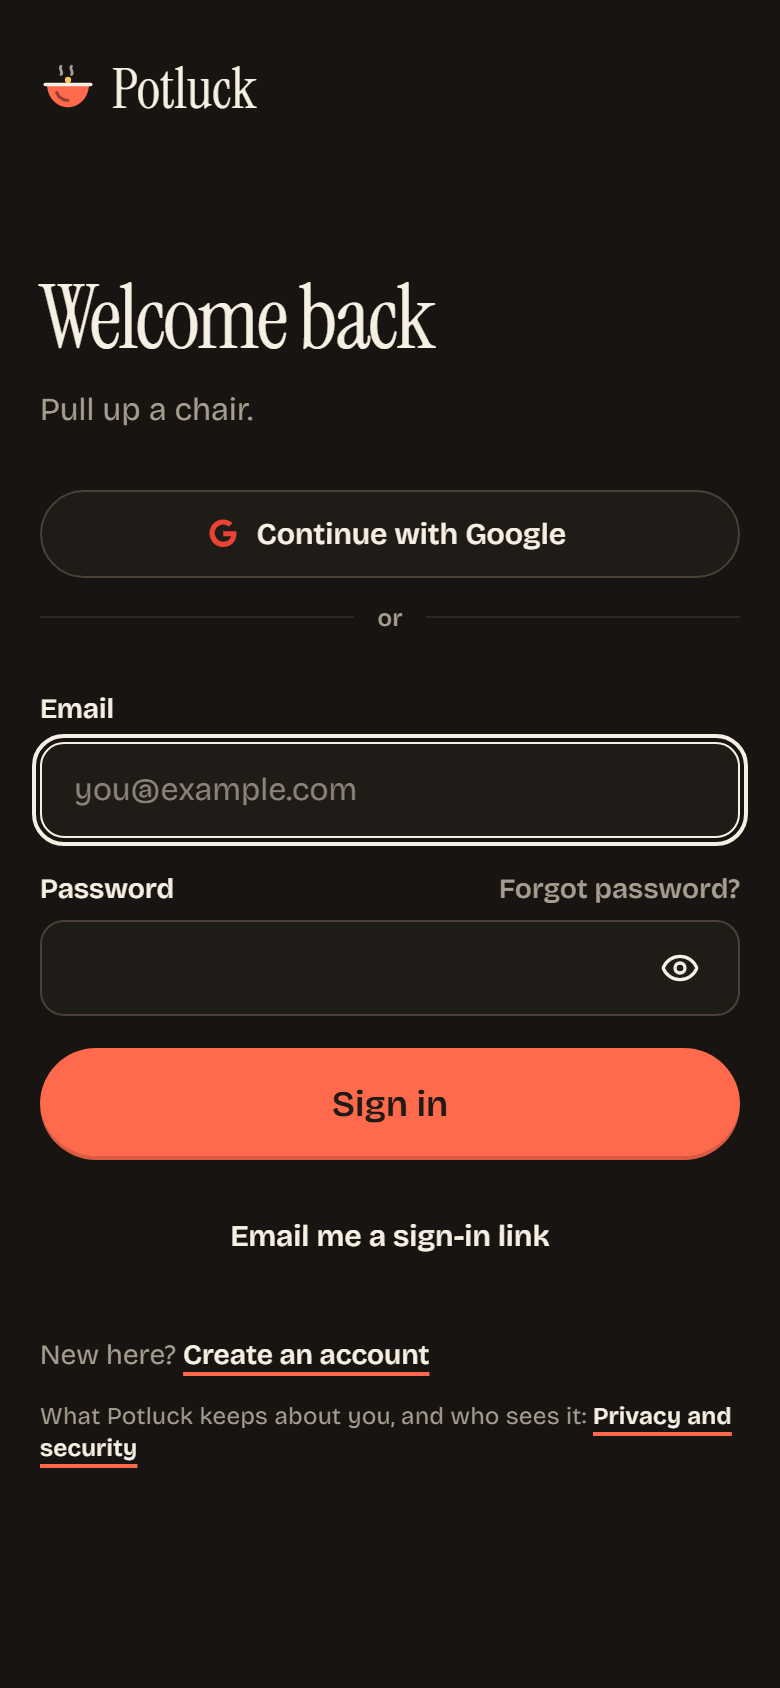 Potluck
Welcome back
Pull up a chair.
Continue with Google
or
Email
you@example.com
Password
Forgot password?
Sign in
Email me a sign-in link
New here? Create an account
What Potluck keeps about you, and who sees it: Privacy and
security